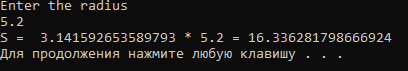 Enter the radius
5.2
S =  3.141592653589793 * 5.2 = 16.336281798666924
Для продолжения нажмите любую клавишу . . .